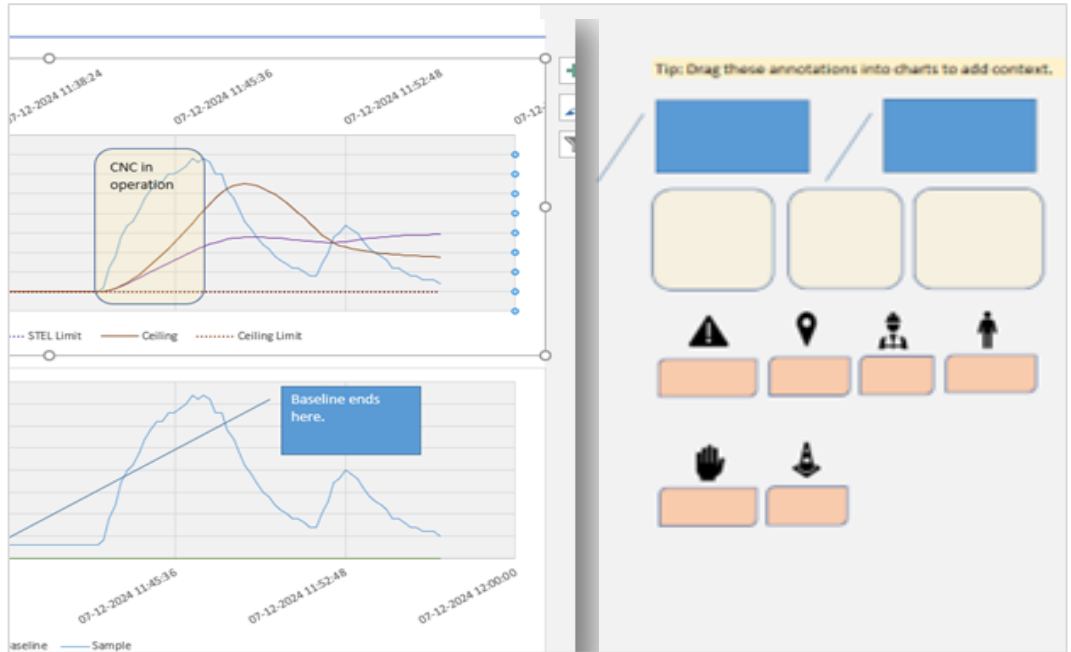 07-12-2024 11:38:24
07-12-2024 11:45:36
07-12-2024 11:52:48
07-12-
CNC in
operation
STEL Limit
Ceiling
Ceiling Limit
Baseline ends
here.
07-12-2024 11:45:36
07-12-2024 11:52:48
07-12-2024 12:00:00
aseline
Sample
Tip: Drag these annotations into charts to add context.